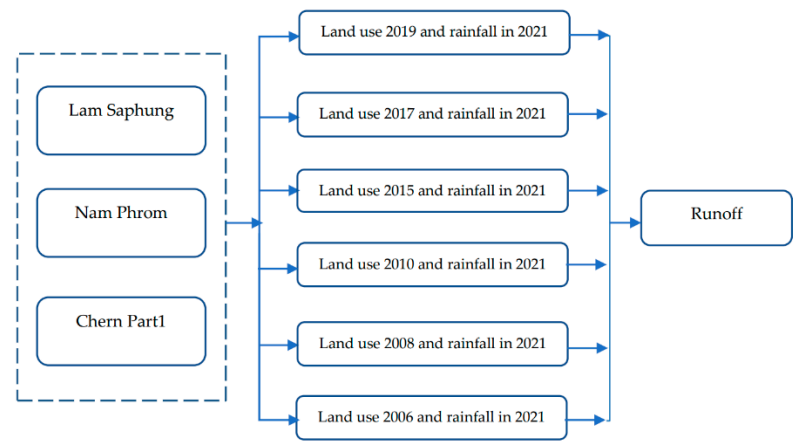 Lam Saphung
Nam Phrom
Chern Part1
Land use 2019 and rainfall in 2021
Land use 2017 and rainfall in 2021
Land use 2015 and rainfall in 2021
Land use 2010 and rainfall in 2021
Land use 2008 and rainfall in 2021
Land use 2006 and rainfall in 2021
Runoff